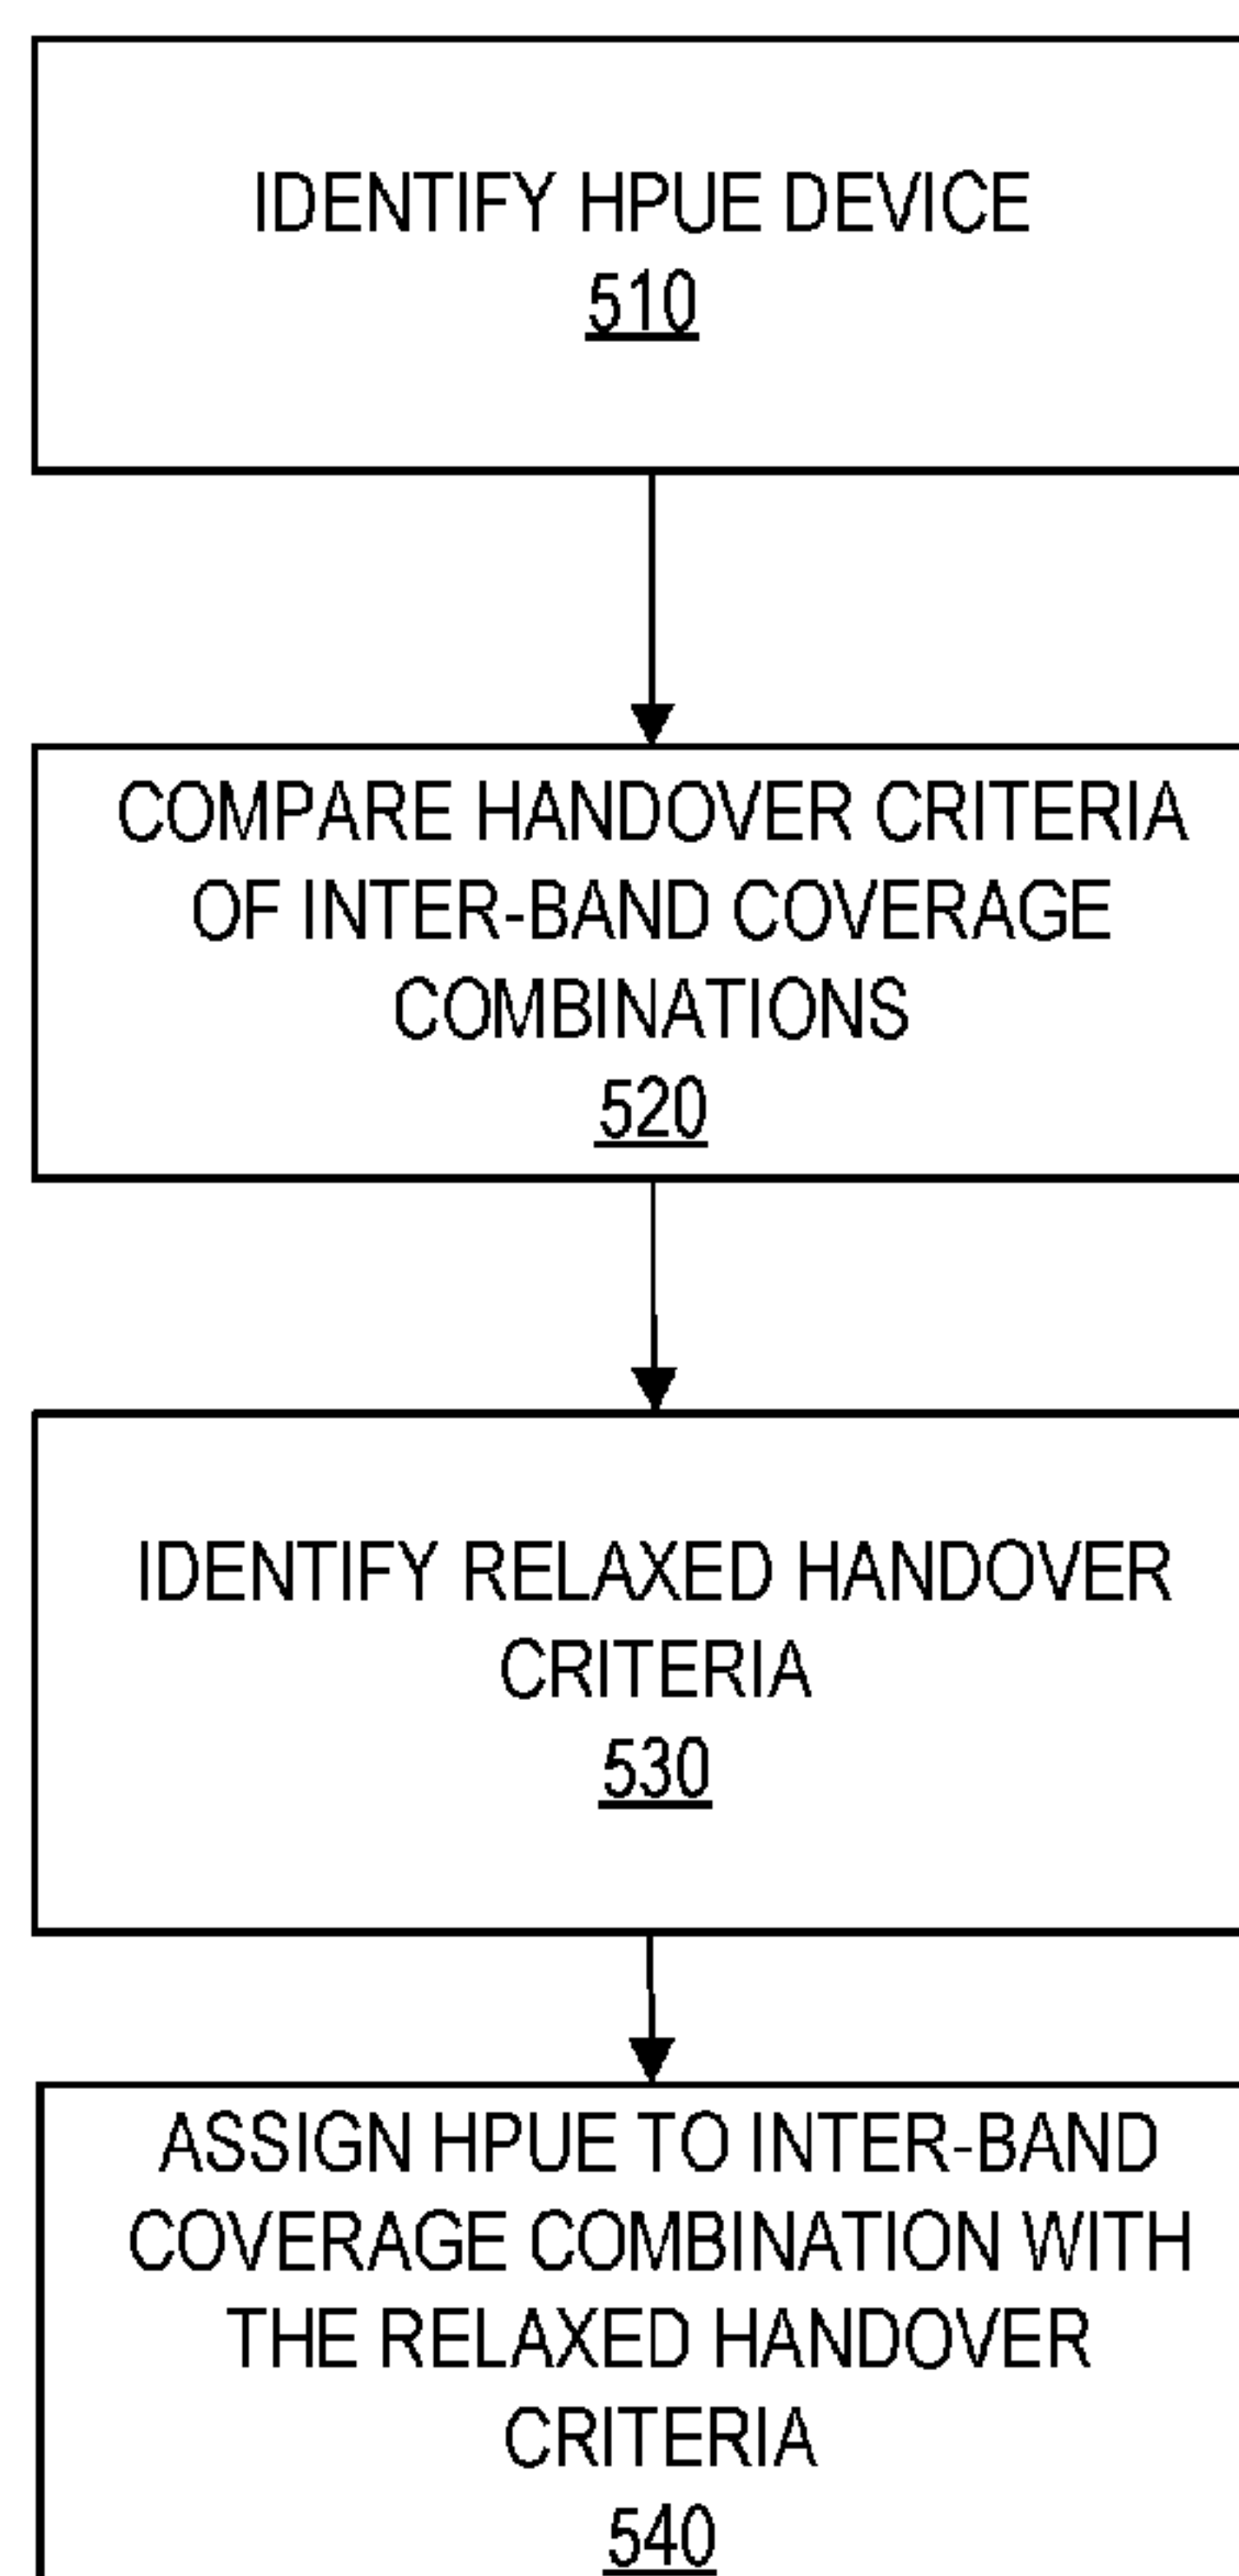 IDENTIFY HPUE DEVICE
510
COMPARE HANDOVER CRITERIA
OF INTER-BAND COVERAGE
COMBINATIONS
520
IDENTIFY RELAXED HANDOVER
CRITERIA
530
ASSIGN HPUE TO INTER-BAND
COVERAGE COMBINATION WITH
THE RELAXED HANDOVER
CRITERIA
540